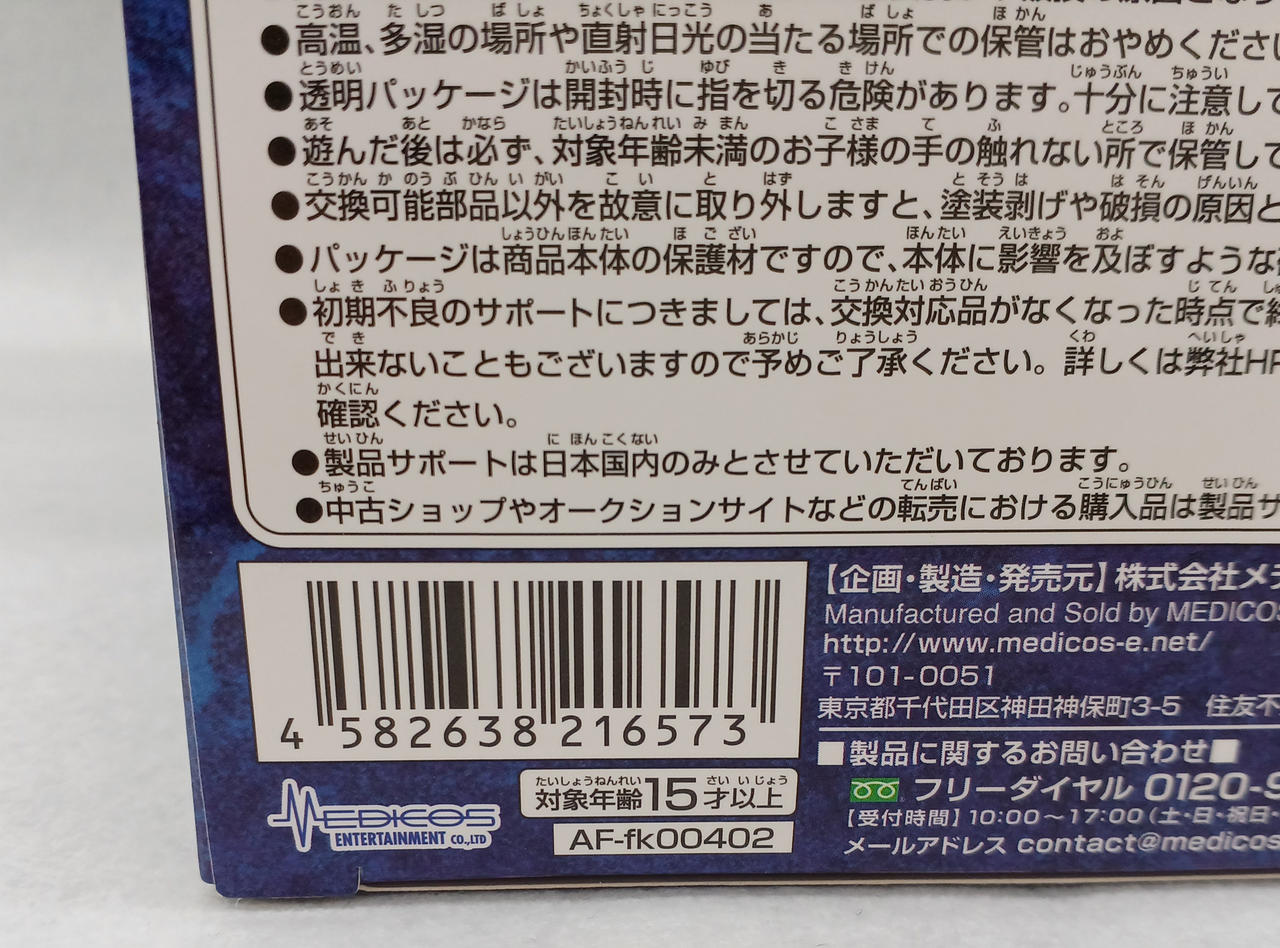 ●高温、多湿の場所や直射日光の当たる場所での保管はおやめくださ
●透明パッケージは開封時に指を切る危険があります。十分に注意して
●遊んだ後は必ず、対象年齢未満のお子様の手の触れない所で保管して
●交換可能部品以外を故意に取り外しますと、塗装剥げや破損の原因と
●パッケージは商品本体の保護材ですので、本体に影響を及ぼすような
●初期不良のサポートにつきましては、交換対応品がなくなった時点で
出来ないこともございますので予めご了承ください。詳しくは弊社HP
確認ください。
●製品サポートは日本国内のみとさせていただいております。
●中古ショップやオークションサイトなどの転売における購入品は製品サ
4 582638 216573
【企画・製造・発売元】株式会社メデ
Manufactured and Sold by MEDICOS
http://www.medicos-e.net/
〒101-0051
東京都千代田区神田神保町3-5 住友不
■製品に関するお問い合わせ■
フリーダイヤル 0120-9
【受付時間】10:00～17:00(土・日・祝日・
メールアドレス contact@medicos
MEDICOS
ENTERTAINMENT CO.,LTD
対象年齢15才以上
AF-fk00402